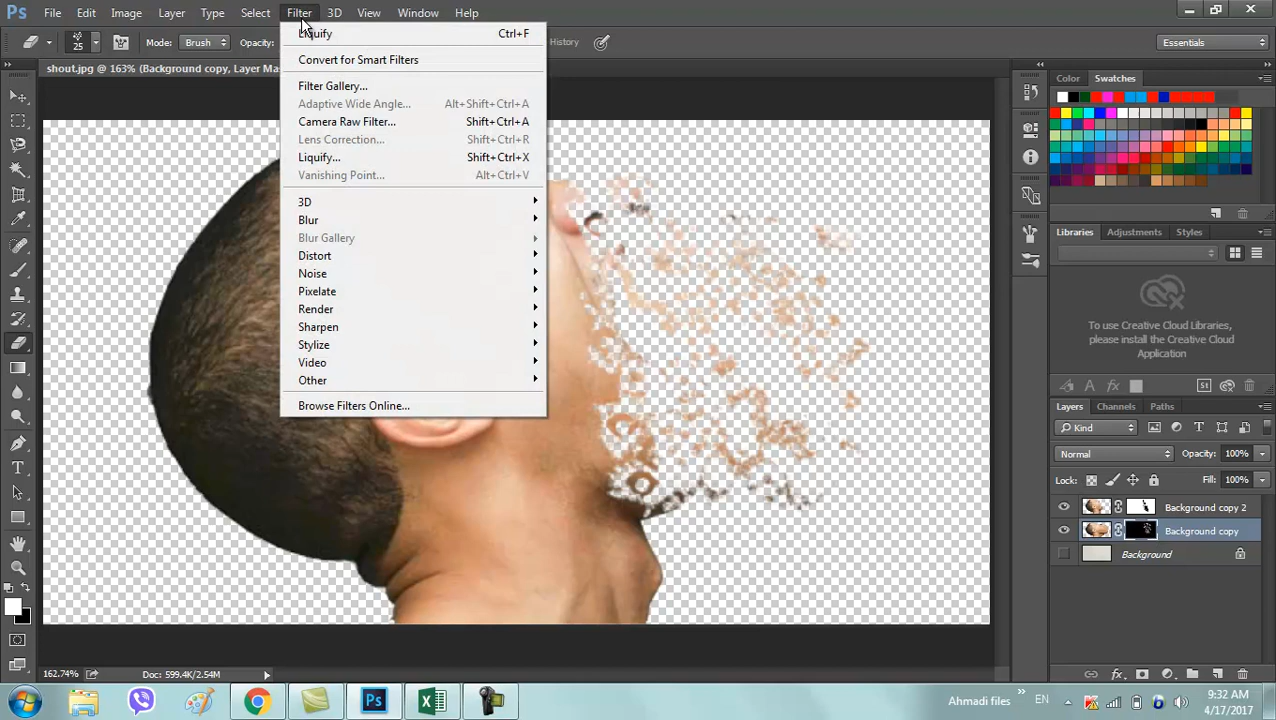 Ps File Edit Image Layer Type Select Filter 3D View Window Help
25 Mode: Brush Opacity: History Essentials
shout.jpg @ 163% (Background copy, Layer Ma
Liquify Ctrl+F
Convert for Smart Filters
Filter Gallery...
Adaptive Wide Angle... Alt+Shift+Ctrl+A
Camera Raw Filter... Shift+Ctrl+A
Lens Correction... Shift+Ctrl+R
Liquify... Shift+Ctrl+X
Vanishing Point... Alt+Ctrl+V
3D
Blur
Blur Gallery
Distort
Noise
Pixelate
Render
Sharpen
Stylize
Video
Other
Browse Filters Online...
Color Swatches
Libraries Adjustments Styles
To use Creative Cloud Libraries,
please install the Creative Cloud
Application
Layers Channels Paths
Kind
Normal Opacity: 100%
Lock: Fill: 100%
Background copy 2
Background copy
Background
162.74% Doc: 599.4K/2.54M
Ahmadi files EN 9:32 AM
4/17/2017